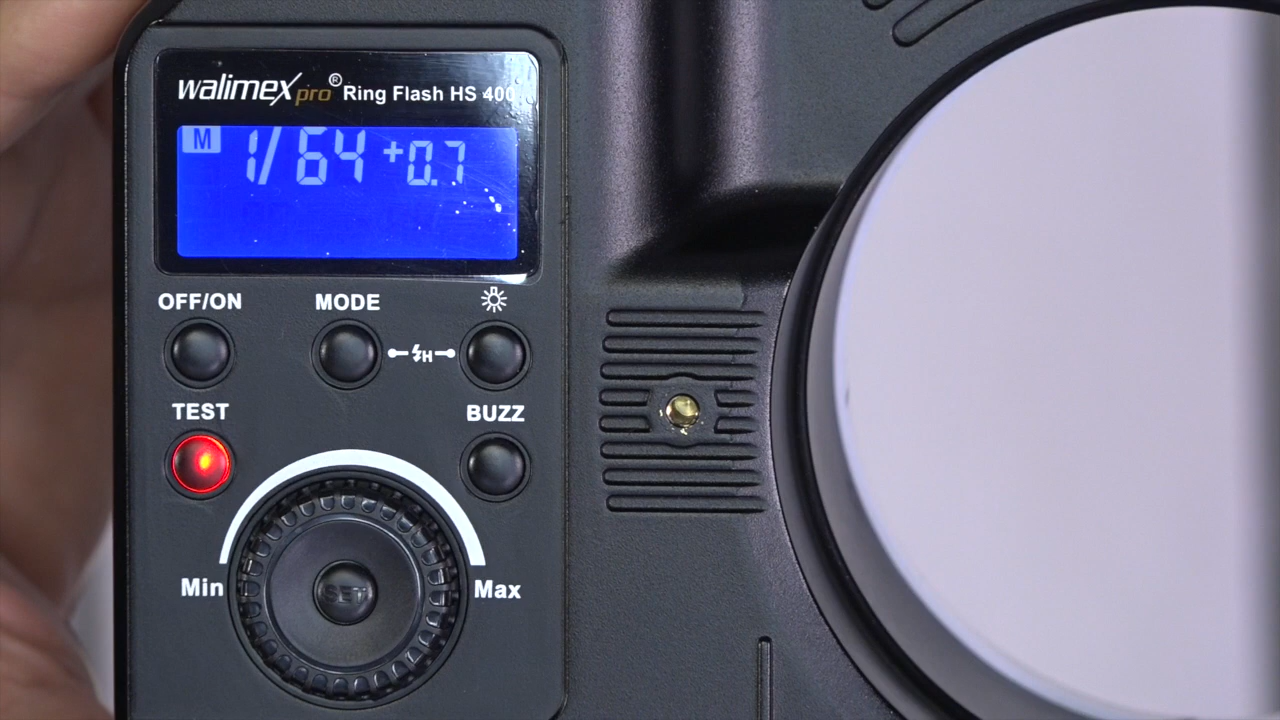 walimex pro® Ring Flash HS 400
M 1/64 +0.7
OFF/ON MODE
H
TEST BUZZ
Min Max
SET